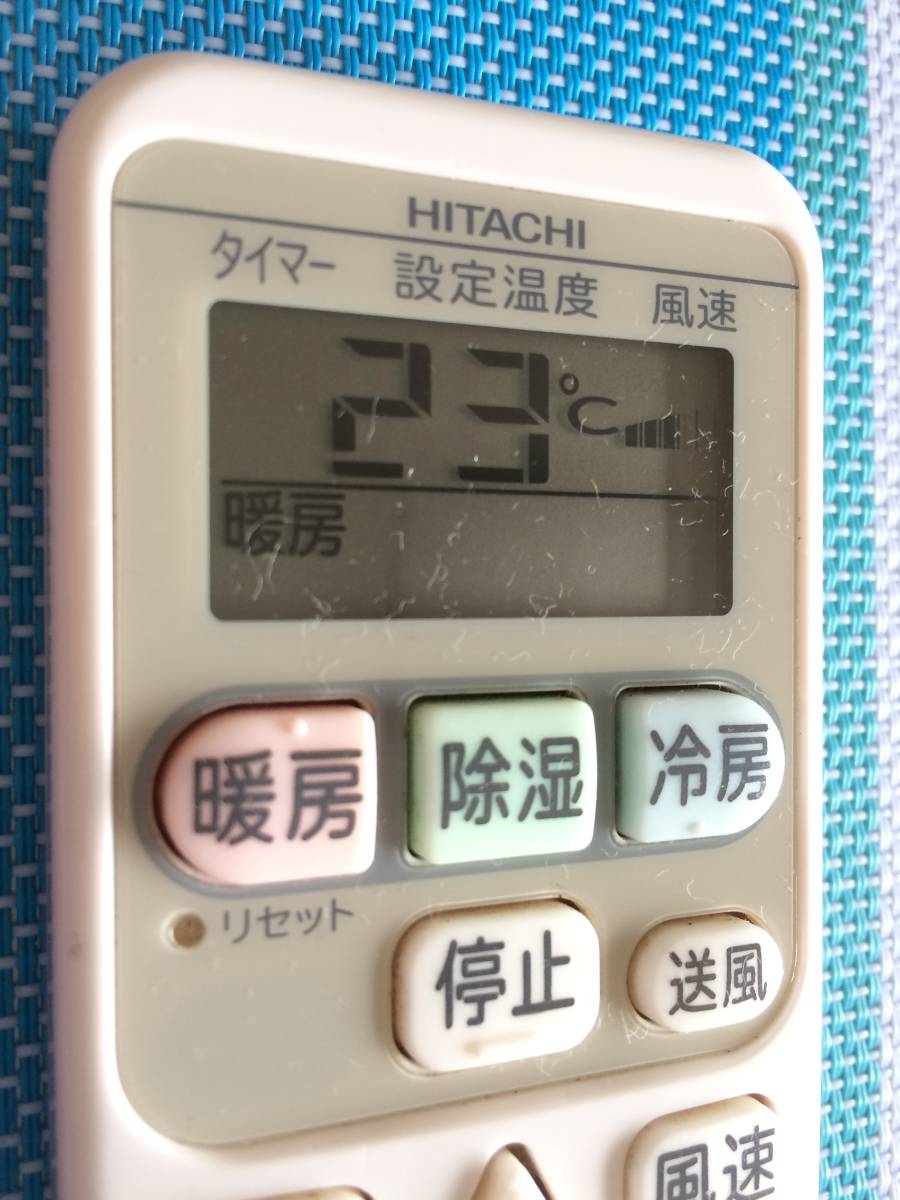 HITACHI
タイマー 設定温度 風速
23℃
暖房
暖房 除湿 冷房
リセット
停止 送風
風速